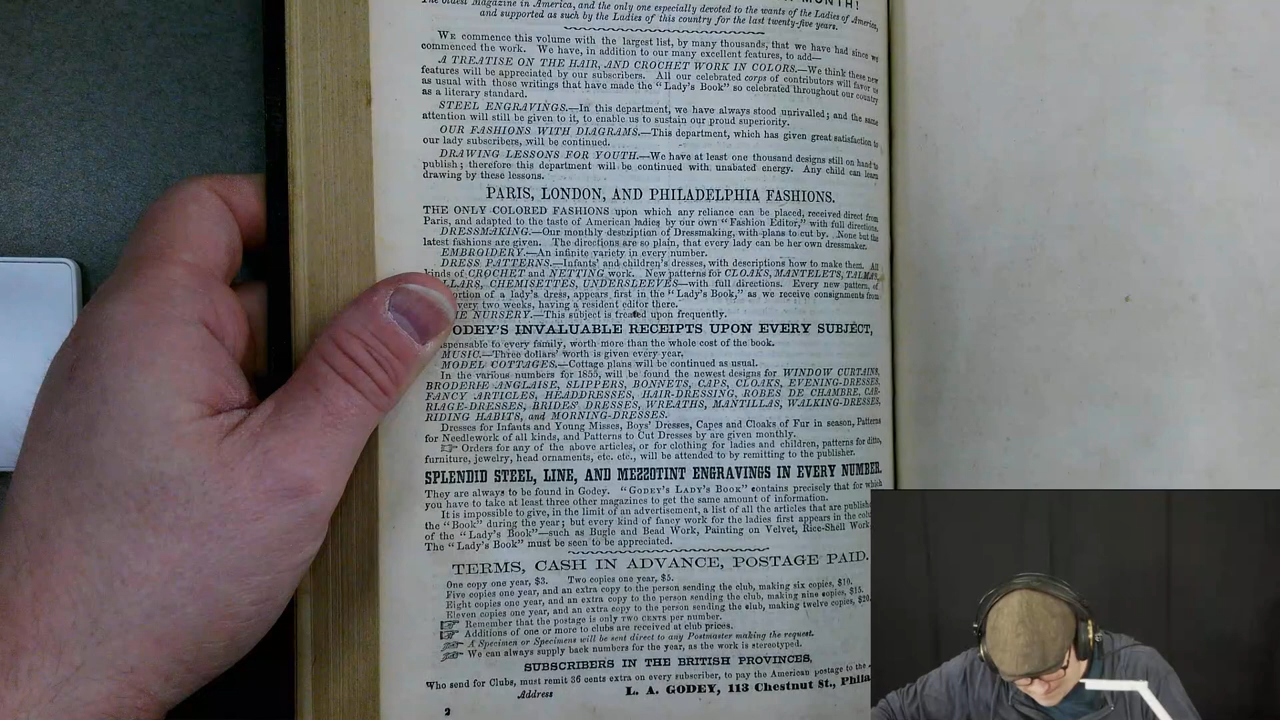 MONTH!
The oldest Magazine in America, and the only one especially devoted to the wants of the Ladies of America,
and supported as such by the Ladies of this country for the last twenty-five years.
WE commence this volume with the largest list, by many thousands, that we have had since we
commenced the work. We have, in addition to our many excellent features, to add—
A TREATISE ON THE HAIR, AND CROCHET WORK IN COLORS.—We think these new
features will be appreciated by our subscribers. All our celebrated corps of contributors will favor us
as usual with those writings that have made the "Lady's Book" so celebrated throughout our country
as a literary standard.
STEEL ENGRAVINGS.—In this department, we have always stood unrivalled; and the same
attention will still be given to it, to enable us to sustain our proud superiority.
OUR FASHIONS WITH DIAGRAMS.—This department, which has given great satisfaction to
our lady subscribers, will be continued.
DRAWING LESSONS FOR YOUTH.—We have at least one thousand designs still on hand to
publish; therefore this department will be continued with unabated energy. Any child can learn
drawing by these lessons.
PARIS, LONDON, AND PHILADELPHIA FASHIONS.
THE ONLY COLORED FASHIONS upon which any reliance can be placed, received direct from
Paris, and adapted to the taste of American ladies by our own "Fashion Editor," with full directions.
DRESSMAKING.—Our monthly description of Dressmaking, with plans to cut by. None but the
latest fashions are given. The directions are so plain, that every lady can be her own dressmaker.
EMBROIDERY.—An infinite variety in every number.
DRESS PATTERNS.—Infants' and children's dresses, with descriptions how to make them. All
kinds of CROCHET and NETTING work. New patterns for CLOAKS, MANTELETS, TALMAS,
LLARS, CHEMISETTES, UNDERSLEEVES—with full directions. Every new pattern, of
ortion of a lady's dress, appears first in the "Lady's Book," as we receive consignments from
very two weeks, having a resident editor there.
HE NURSERY.—This subject is treated upon frequently.
ODEY'S INVALUABLE RECEIPTS UPON EVERY SUBJECT,
spensable to every family, worth more than the whole cost of the book.
MUSIC.—Three dollars' worth is given every year.
MODEL COTTAGES.—Cottage plans will be continued as usual.
In the various numbers for 1855, will be found the newest designs for WINDOW CURTAINS,
BRODERIE ANGLAISE, SLIPPERS, BONNETS, CAPS, CLOAKS, EVENING-DRESSES,
FANCY ARTICLES, HEADDRESSES, HAIR-DRESSING, ROBES DE CHAMBRE, CAR-
RIAGE-DRESSES, BRIDES' DRESSES, WREATHS, MANTILLAS, WALKING-DRESSES,
RIDING HABITS, and MORNING-DRESSES.
Dresses for Infants and Young Misses, Boys' Dresses, Capes and Cloaks of Fur in season, Patterns
for Needlework of all kinds, and Patterns to Cut Dresses by are given monthly.
☞ Orders for any of the above articles, or for clothing for ladies and children, patterns for ditto,
furniture, jewelry, head ornaments, etc. etc., will be attended to by remitting to the publisher.
SPLENDID STEEL, LINE, AND MEZZOTINT ENGRAVINGS IN EVERY NUMBER.
They are always to be found in Godey. "GODEY'S LADY'S BOOK" contains precisely that for which
you have to take at least three other magazines to get the same amount of information.
It is impossible to give, in the limit of an advertisement, a list of all the articles that are publish
the "Book" during the year; but every kind of fancy work for the ladies first appears in the colu
of the "Lady's Book"—such as Bugle and Bead Work, Painting on Velvet, Rice-Shell Work
The "Lady's Book" must be seen to be appreciated.
TERMS, CASH IN ADVANCE, POSTAGE PAID.
One copy one year, $3. Two copies one year, $5.
Five copies one year, and an extra copy to the person sending the club, making six copies, $10.
Eight copies one year, and an extra copy to the person sending the club, making nine copies, $15.
Eleven copies one year, and an extra copy to the person sending the club, making twelve copies, $20.
☞ Remember that the postage is only TWO CENTS per number.
☞ Additions of one or more to clubs are received at club prices.
☞ A Specimen or Specimens will be sent direct to any Postmaster making the request.
☞ We can always supply back numbers for the year, as the work is stereotyped.
SUBSCRIBERS IN THE BRITISH PROVINCES,
Who send for Clubs, must remit 36 cents extra on every subscriber, to pay the American postage to the
Address L. A. GODEY, 113 Chestnut St., Phila
2